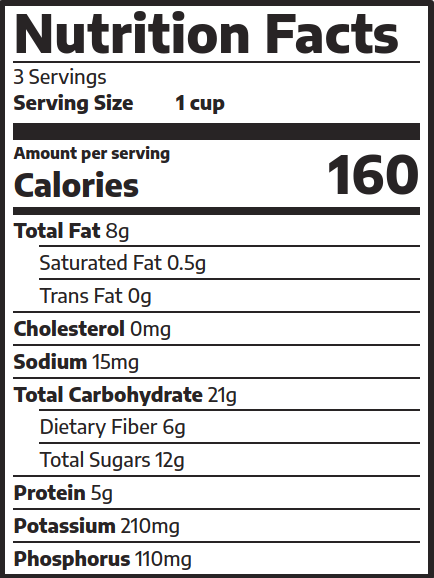 Nutrition Facts
3 Servings
Serving Size 1 cup
Amount per serving
Calories 160
Total Fat 8g
Saturated Fat 0.5g
Trans Fat 0g
Cholesterol 0mg
Sodium 15mg
Total Carbohydrate 21g
Dietary Fiber 6g
Total Sugars 12g
Protein 5g
Potassium 210mg
Phosphorus 110mg